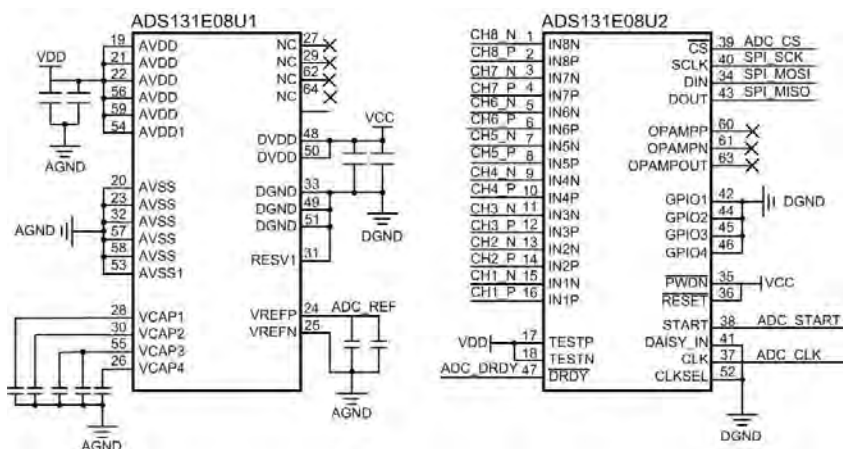 ADS131E08U1
VDD
19 AVDD
21 AVDD
22 AVDD
56 AVDD
59 AVDD
54 AVDD1
AGND
20 AVSS
23 AVSS
32 AVSS
57 AVSS
58 AVSS
53 AVSS1
AGND
28 VCAP1
30 VCAP2
55 VCAP3
26 VCAP4
AGND
NC 27
NC 29
NC 62
NC 64
VCC
DVDD 48
DVDD 50
DGND 33
DGND 49
DGND 51
RESV1 31
DGND
VREFP 24 ADC_REF
VREFN 25
AGND
ADS131E08U2
CH8_N 1 IN8N
CH8_P 2 IN8P
CH7_N 3 IN7N
CH7_P 4 IN7P
CH6_N 5 IN6N
CH6_P 6 IN6P
CH5_N 7 IN5N
CH5_P 8 IN5P
CH4_N 9 IN4N
CH4_P 10 IN4P
CH3_N 11 IN3N
CH3_P 12 IN3P
CH2_N 13 IN2N
CH2_P 14 IN2P
CH1_N 15 IN1N
CH1_P 16 IN1P
VDD
17 TESTP
18 TESTN
ADC_DRDY 47 DRDY
CS 39 ADC_CS
SCLK 40 SPI_SCK
DIN 34 SPI_MOSI
DOUT 43 SPI_MISO
OPAMPP 60
OPAMPN 61
OPAMPOUT 63
GPIO1 42
GPIO2 44
GPIO3 45
GPIO4 46
DGND
PWDN 35
RESET 36
VCC
START 38 ADC_START
DAISY_IN 41
CLK 37 ADC_CLK
CLKSEL 52
DGND